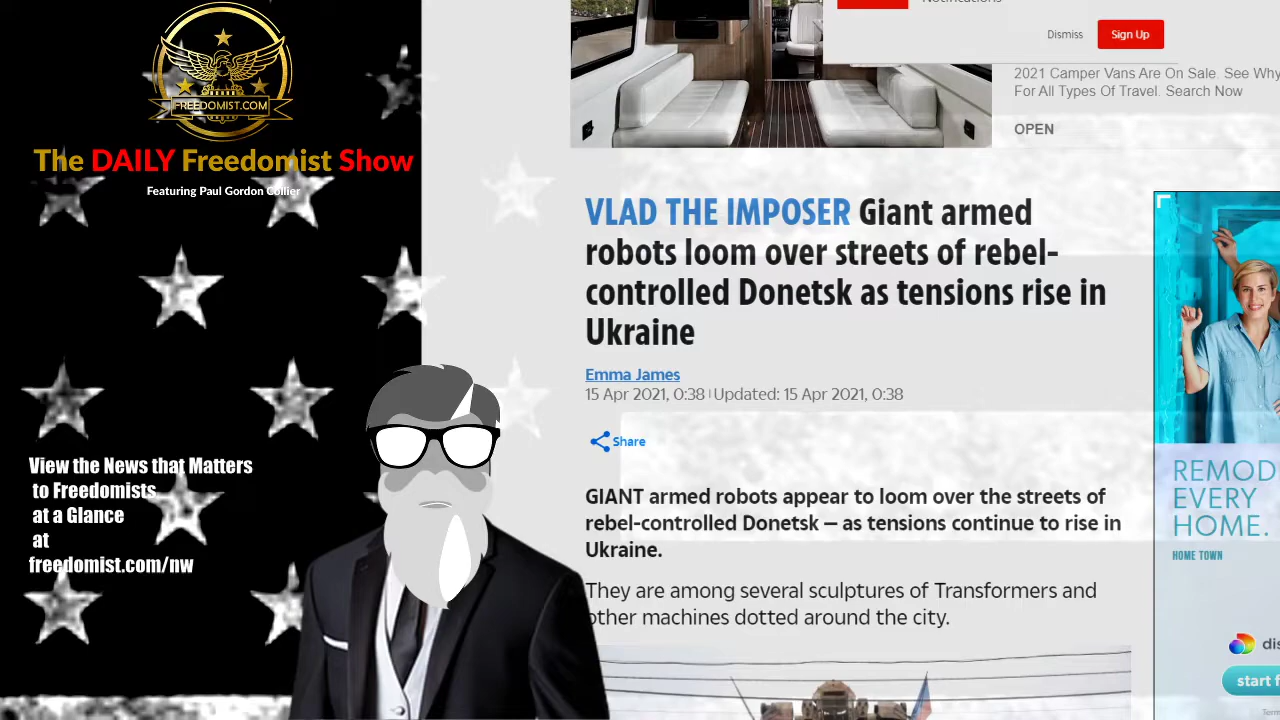 FREEDOMIST.COM
The DAILY Freedomist Show
Featuring Paul Gordon Collier
View the News that Matters
to Freedomists
at a Glance
at
freedomist.com/nw
Notifications
Dismiss
Sign Up
2021 Camper Vans Are On Sale. See Why
For All Types Of Travel. Search Now
OPEN
VLAD THE IMPOSER Giant armed
robots loom over streets of rebel-
controlled Donetsk as tensions rise in
Ukraine
Emma James
15 Apr 2021, 0:38 | Updated: 15 Apr 2021, 0:38
Share
GIANT armed robots appear to loom over the streets of
rebel-controlled Donetsk – as tensions continue to rise in
Ukraine.
They are among several sculptures of Transformers and
other machines dotted around the city.
REMOD
EVERY
HOME.
HOME TOWN
dis
start f
Term